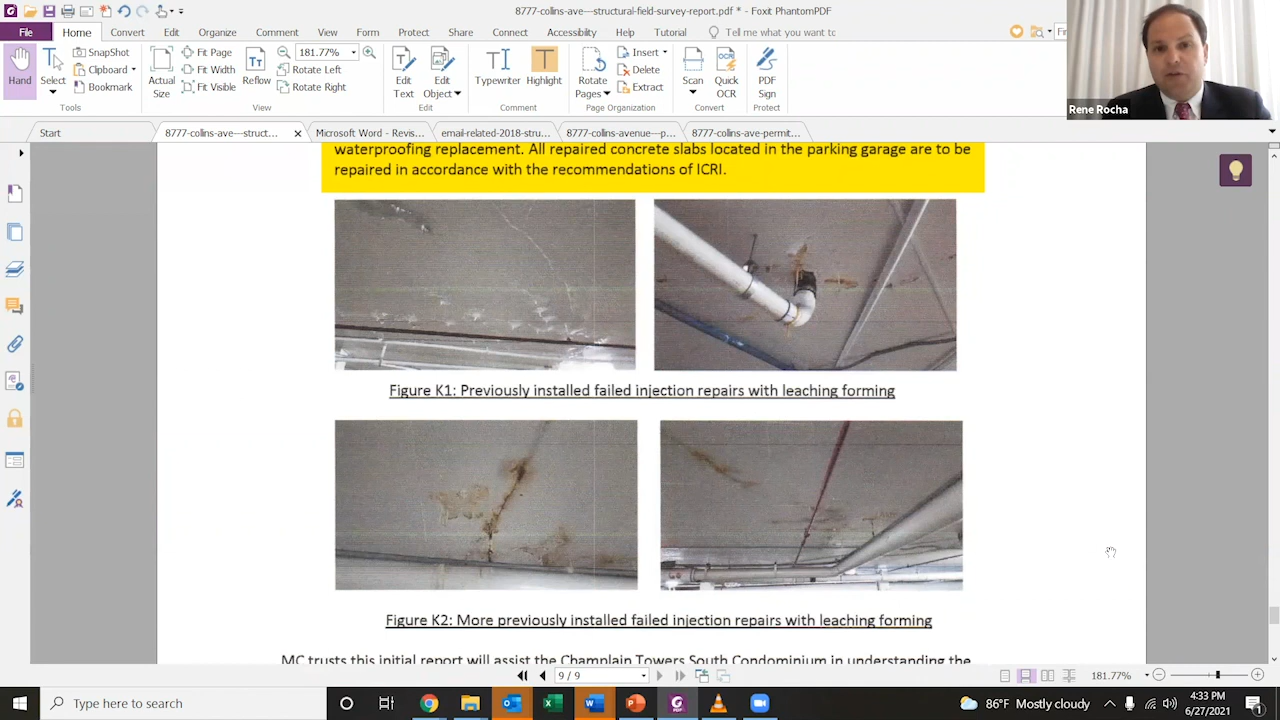 8777-collins-ave---structural-field-survey-report.pdf * - Foxit PhantomPDF
File Home Convert Edit Organize Comment View Form Protect Share Connect Accessibility Help Tutorial Tell me what you want to
Hand
Select
SnapShot
Clipboard
Bookmark
Tools
Actual Size
Fit Page
Fit Width
Fit Visible
Reflow
181.77%
Rotate Left
Rotate Right
View
Edit Text
Edit Object
Edit
Typewriter
Highlight
Comment
Rotate Pages
Insert
Delete
Extract
Page Organization
Scan
Quick OCR
Convert
PDF Sign
Protect
Rene Rocha
Start
8777-collins-ave---struct...
Microsoft Word - Revis...
email-related-2018-stru...
8777-collins-avenue---p...
8777-collins-ave-permit...
waterproofing replacement. All repaired concrete slabs located in the parking garage are to be
repaired in accordance with the recommendations of ICRI.
Figure K1: Previously installed failed injection repairs with leaching forming
Figure K2: More previously installed failed injection repairs with leaching forming
MC trusts this initial report will assist the Champlain Towers South Condominium in understanding the
9 / 9
181.77%
Type here to search
86°F Mostly cloudy
4:33 PM
6/27/2021